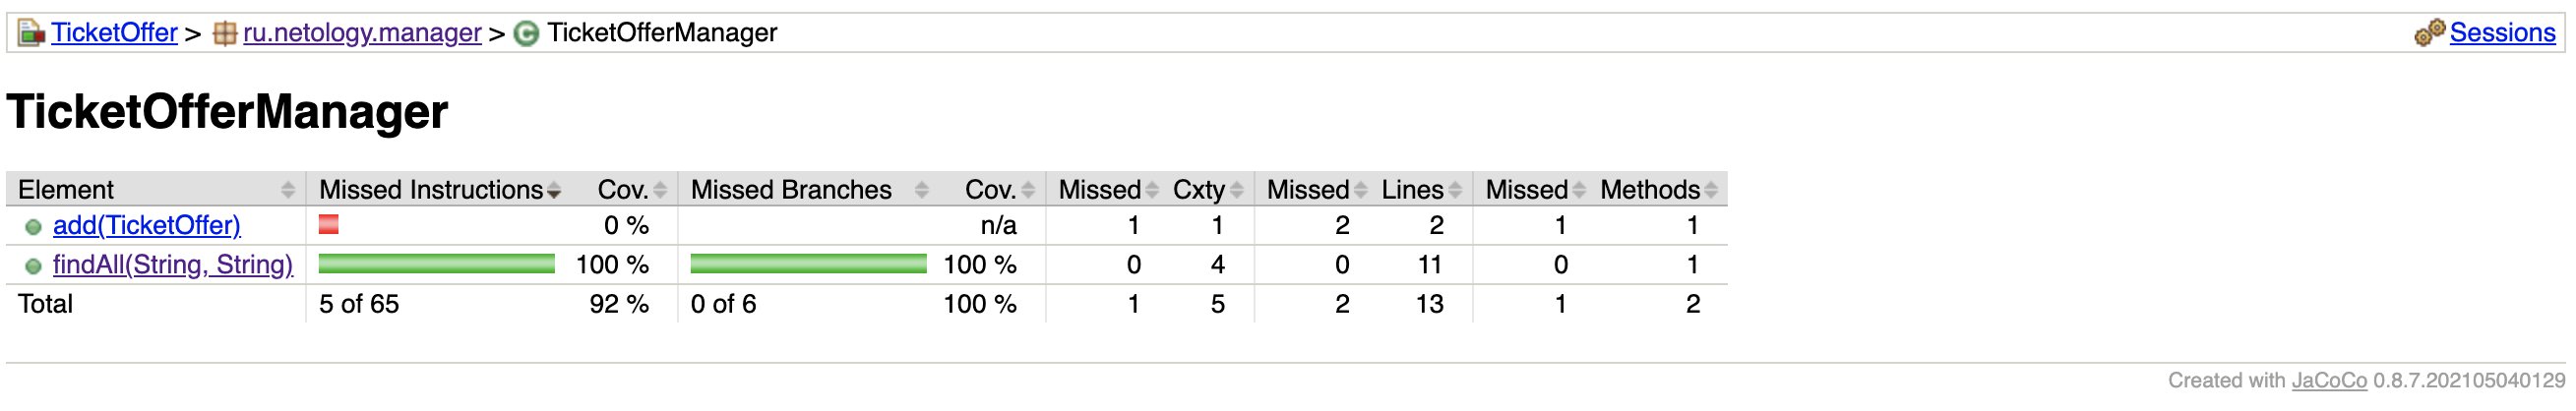 TicketOffer > ru.netology.manager > TicketOfferManager Sessions
TicketOfferManager
Element Missed Instructions Cov. Missed Branches Cov. Missed Cxty Missed Lines Missed Methods
add(TicketOffer) 0 % n/a 1 1 2 2 1 1
findAll(String, String) 100 % 100 % 0 4 0 11 0 1
Total 5 of 65 92 % 0 of 6 100 % 1 5 2 13 1 2
Created with JaCoCo 0.8.7.202105040129